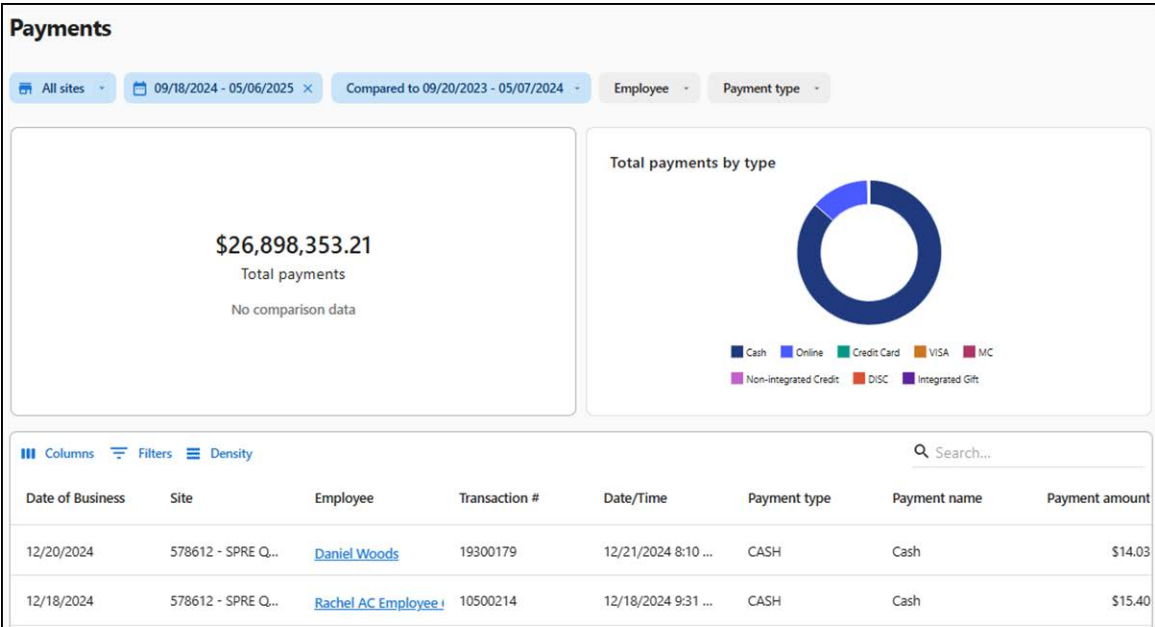 Payments
All sites
09/18/2024 - 05/06/2025
Compared to 09/20/2023 - 05/07/2024
Employee
Payment type
$26,898,353.21
Total payments
No comparison data
Total payments by type
Cash Online Credit Card VISA MC
Non-integrated Credit DISC Integrated Gift
Columns Filters Density
Search...
Date of Business Site Employee Transaction # Date/Time Payment type Payment name Payment amount
12/20/2024 578612 - SPRE Q... Daniel Woods 19300179 12/21/2024 8:10 ... CASH Cash $14.03
12/18/2024 578612 - SPRE Q... Rachel AC Employee 10500214 12/18/2024 9:31 ... CASH Cash $15.40